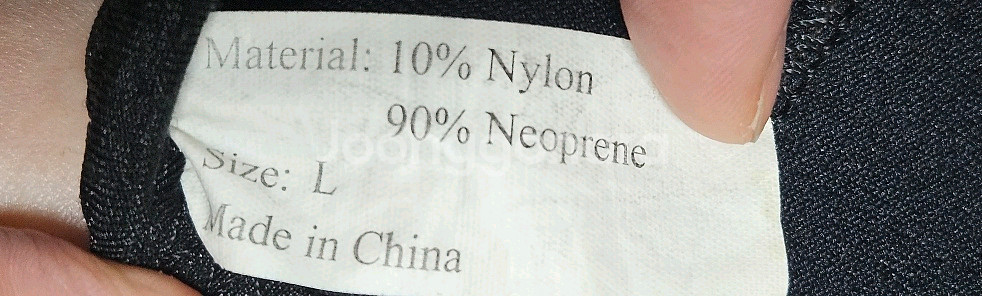 Material: 10% Nylon
90% Neoprene
Size: L
Made in China